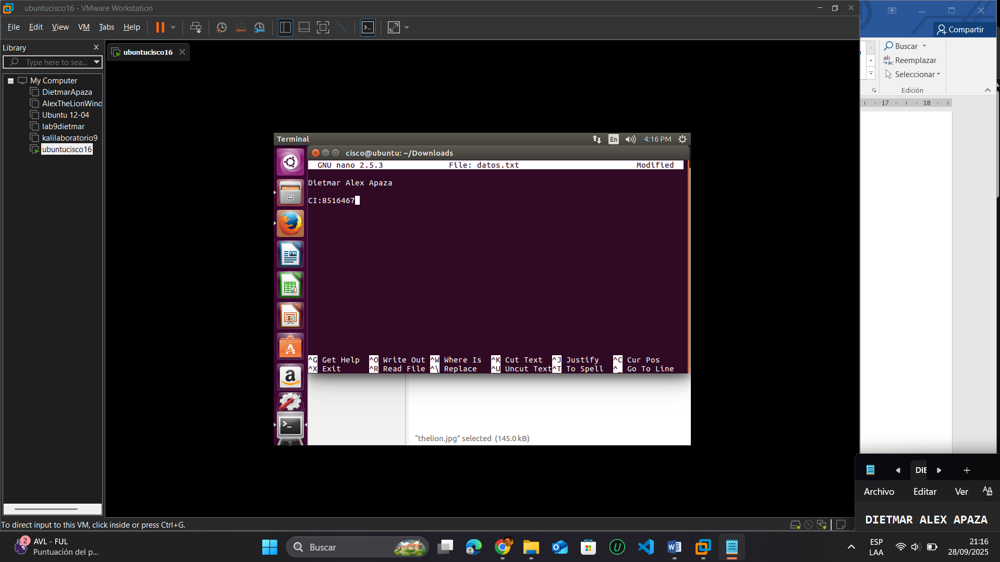 ubuntucisco16 - VMware Workstation
File Edit View VM Tabs Help
Library
Type here to sea...
My Computer
DietmarApaza
AlexTheLionWind
Ubuntu 12-04
lab9dietmar
kalilaboratorio9
ubuntucisco16
ubuntucisco16
Terminal
En
4:16 PM
cisco@ubuntu: ~/Downloads
GNU nano 2.5.3 File: datos.txt Modified
Dietmar Alex Apaza
CI:8516467
^G Get Help ^O Write Out ^W Where Is ^K Cut Text ^J Justify ^C Cur Pos
^X Exit ^R Read File ^\ Replace ^U Uncut Text ^T To Spell ^_ Go To Line
“thelion.jpg” selected (145.0 kB)
To direct input to this VM, click inside or press Ctrl+G.
Compartir
Buscar
Reemplazar
Seleccionar
Edición
17 18
DIE
Archivo Editar Ver
DIETMAR ALEX APAZA
2
AVL - FUL
Puntuación del p...
Buscar
ESP
LAA
21:16
28/09/2025